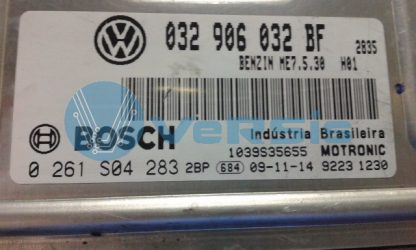 032 906 032 BF 2835
BENZIN ME7.5.30 H01
BOSCH Indústria Brasileira
1039S35655 MOTRONIC
0 261 S04 283 2BP 684 09-11-14 9223 1230